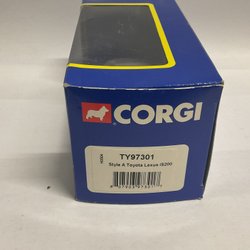 CORGI
TY97301
Style A Toyota Lexus IS200